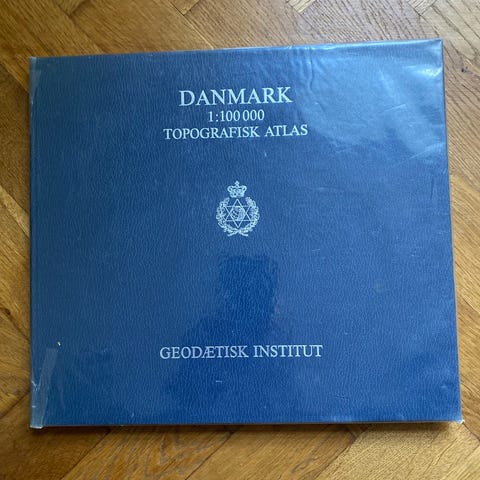 DANMARK
1:100 000
TOPOGRAFISK ATLAS
GEODÆTISK INSTITUT